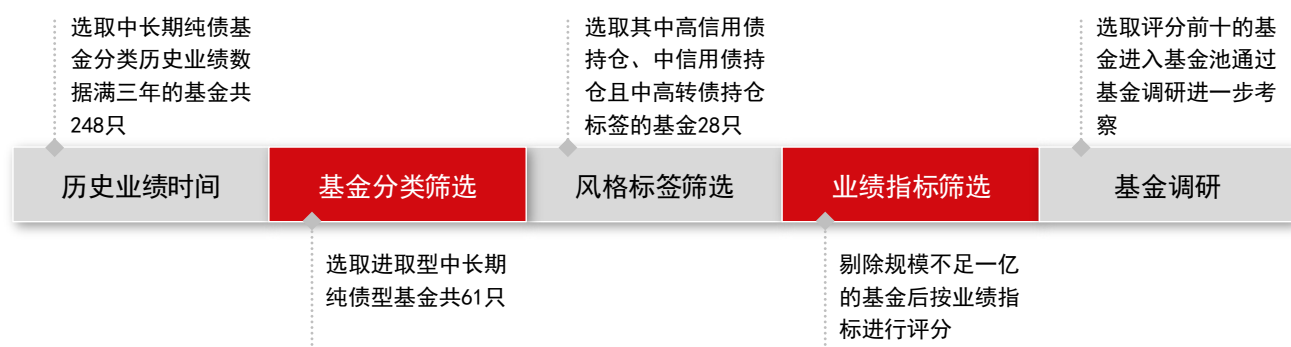 选取中长期纯债基
金分类历史业绩数
据满三年的基金共
248只
选取其中高信用债
持仓、中信用债持
仓且中高转债持仓
标签的基金28只
选取评分前十的基
金进入基金池通过
基金调研进一步考
察
历史业绩时间
基金分类筛选
风格标签筛选
业绩指标筛选
基金调研
选取进取型中长期
纯债型基金共61只
剔除规模不足一亿
的基金后按业绩指
标进行评分